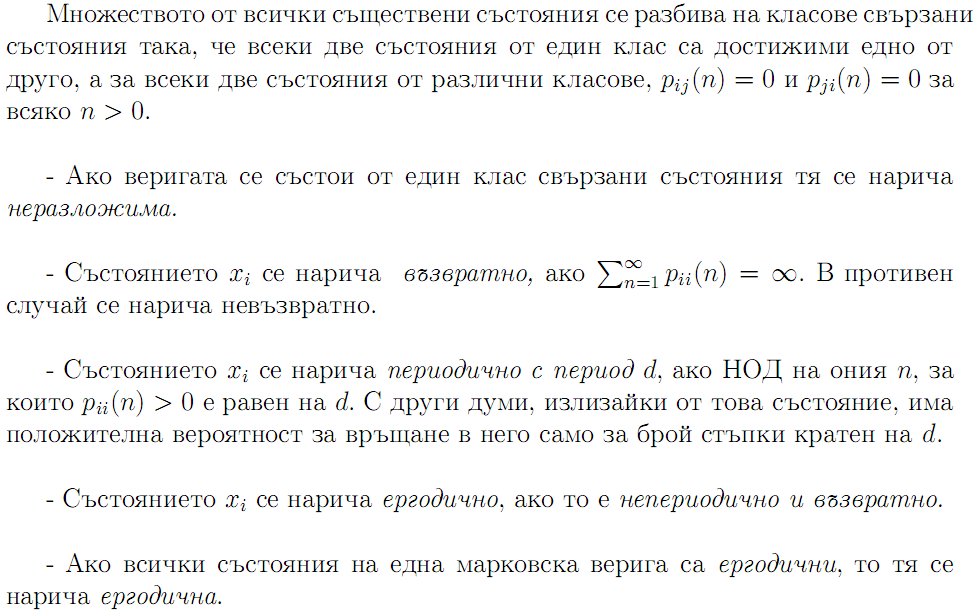 Множеството от всички съществени състояния се разбива на класове свързани
състояния така, че всеки две състояния от един клас са достижими едно от
друго, а за всеки две състояния от различни класове, $p_{ij}(n) = 0$ и $p_{ji}(n) = 0$ за
всяко $n > 0$.
- Ако веригата се състои от един клас свързани състояния тя се нарича
неразложима.
- Състоянието $x_i$ се нарича възвратно, ако $\sum_{n=1}^{\infty} p_{ii}(n) = \infty$. В противен
случай се нарича невъзвратно.
- Състоянието $x_i$ се нарича периодично с период $d$, ако НОД на ония $n$, за
които $p_{ii}(n) > 0$ е равен на $d$. С други думи, излизайки от това състояние, има
положителна вероятност за връщане в него само за брой стъпки кратен на $d$.
- Състоянието $x_i$ се нарича ергодично, ако то е непериодично и възвратно.
- Ако всички състояния на една марковска верига са ергодични, то тя се
нарича ергодична.